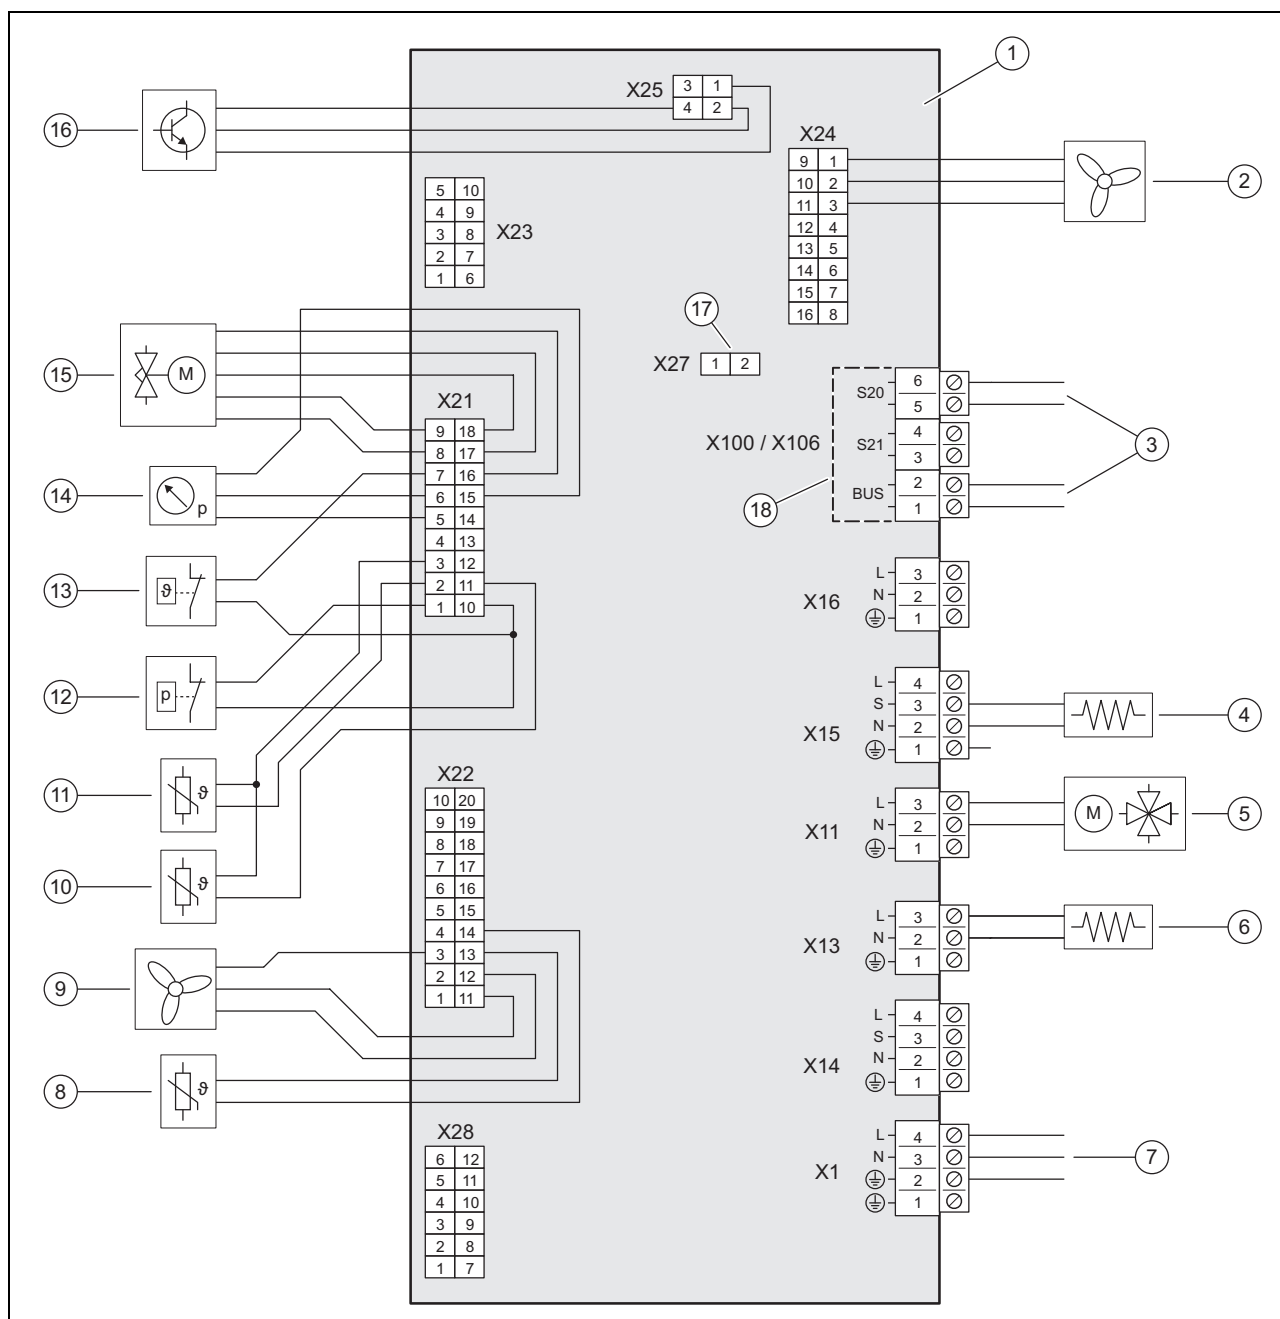 1
X25
3 1
4 2
16
X24
9 1
10 2
11 3
12 4
13 5
14 6
15 7
16 8
2
5 10
4 9
3 8
2 7
1 6
X23
17
X27
1 2
15
M
X21
9 18
8 17
7 16
6 15
5 14
4 13
3 12
2 11
1 10
14
p
13
ϑ
12
p
11
ϑ
10
ϑ
X100 / X106
18
S20
6
5
S21
4
3
BUS
2
1
3
X16
L 3
N 2
1
X15
L 4
S 3
N 2
1
4
X11
L 3
N 2
1
M
5
X13
L 3
N 2
1
6
X14
L 4
S 3
N 2
1
X1
L 4
N 3
2
1
7
X22
10 20
9 19
8 18
7 17
6 16
5 15
4 14
3 13
2 12
1 11
9
8
ϑ
X28
6 12
5 11
4 10
3 9
2 8
1 7